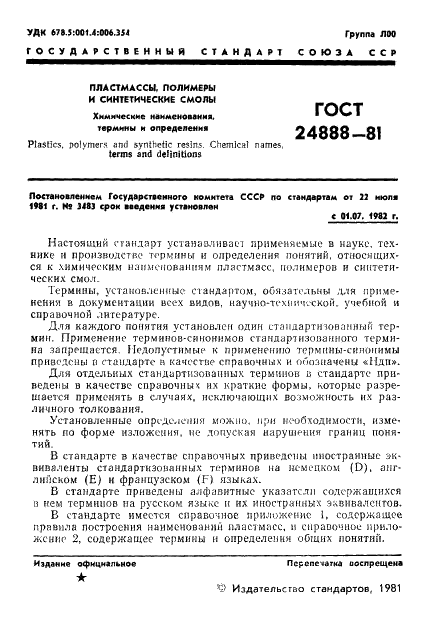 УДК 678.5:001.4:006.354
Группа Л00
ГОСУДАРСТВЕННЫЙ СТАНДАРТ СОЮЗА ССР
ПЛАСТМАССЫ, ПОЛИМЕРЫ
И СИНТЕТИЧЕСКИЕ СМОЛЫ
Химические наименования,
термины и определения
Plastics, polymers and synthetic resins. Chemical names,
terms and definitions
ГОСТ
24888—81
Постановлением Государственного комитета СССР по стандартам от 22 июля
1981 г. № 3483 срок введения установлен
с 01.07. 1982 г.
Настоящий стандарт устанавливает применяемые в науке, тех-
нике и производстве термины и определения понятий, относящих-
ся к химическим наименованиям пластмасс, полимеров и синтети-
ческих смол.
Термины, установленные стандартом, обязательны для приме-
нения в документации всех видов, научно-технической, учебной и
справочной литературе.
Для каждого понятия установлен один стандартизованный тер-
мин. Применение терминов-синонимов стандартизованного терми-
на запрещается. Недопустимые к применению термины-синонимы
приведены в стандарте в качестве справочных и обозначены «Ндп».
Для отдельных стандартизованных терминов в стандарте при-
ведены в качестве справочных их краткие формы, которые разре-
шается применять в случаях, исключающих возможность их раз-
личного толкования.
Установленные определения можно, при необходимости, изме-
нять по форме изложения, не допуская нарушения границ поня-
тий.
В стандарте в качестве справочных приведены иностранные эк-
виваленты стандартизованных терминов на немецком (D), анг-
лийском (E) и французском (F) языках.
В стандарте приведены алфавитные указатели содержащихся
в нем терминов на русском языке и их иностранных эквивалентов.
В стандарте имеется справочное приложение 1, содержащее
правила построения наименований пластмасс, и справочное прило-
жение 2, содержащее термины и определения общих понятий.
Издание официальное
Перепечатка воспрещена
★
© Издательство стандартов, 1981